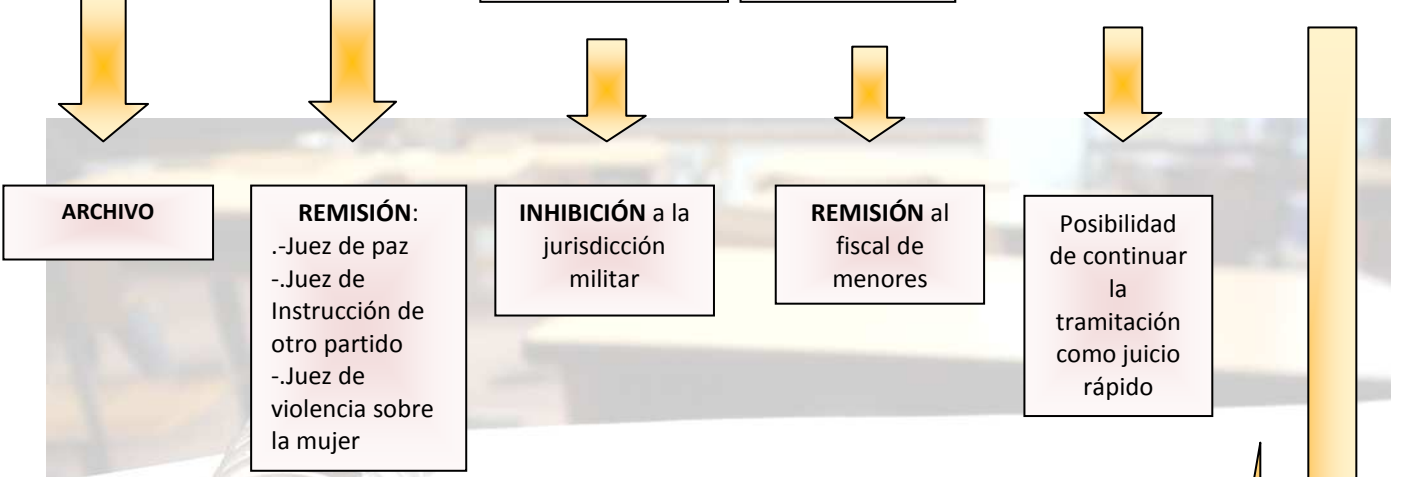 ARCHIVO
REMISIÓN:
.-Juez de paz
-.Juez de
Instrucción de
otro partido
-.Juez de
violencia sobre
la mujer
INHIBICIÓN a la
jurisdicción
militar
REMISIÓN al
fiscal de
menores
Posibilidad
de continuar
la
tramitación
como juicio
rápido